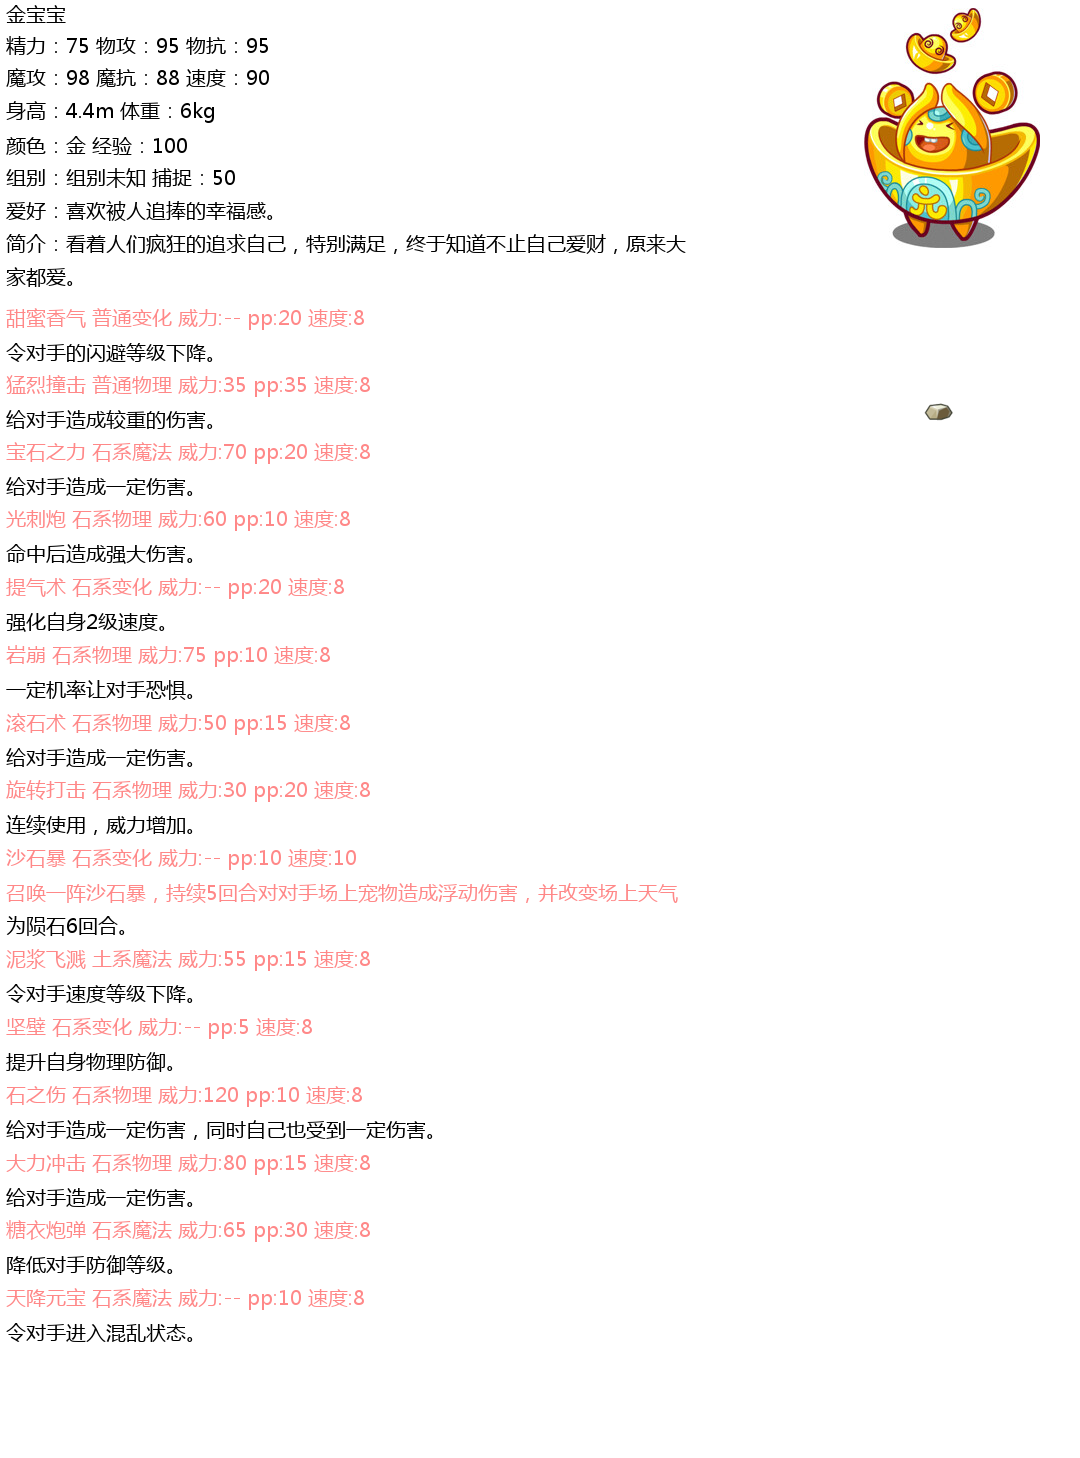 金宝宝
精力：75 物攻：95 物抗：95
魔攻：98 魔抗：88 速度：90
身高：4.4m 体重：6kg
颜色：金 经验：100
组别：组别未知 捕捉：50
爱好：喜欢被人追捧的幸福感。
简介：看着人们疯狂的追求自己，特别满足，终于知道不止自己爱财，原来大
家都爱。
甜蜜香气 普通变化 威力:-- pp:20 速度:8
令对手的闪避等级下降。
猛烈撞击 普通物理 威力:35 pp:35 速度:8
给对手造成较重的伤害。
宝石之力 石系魔法 威力:70 pp:20 速度:8
给对手造成一定伤害。
光刺炮 石系物理 威力:60 pp:10 速度:8
命中后造成强大伤害。
提气术 石系变化 威力:-- pp:20 速度:8
强化自身2级速度。
岩崩 石系物理 威力:75 pp:10 速度:8
一定机率让对手恐惧。
滚石术 石系物理 威力:50 pp:15 速度:8
给对手造成一定伤害。
旋转打击 石系物理 威力:30 pp:20 速度:8
连续使用，威力增加。
沙石暴 石系变化 威力:-- pp:10 速度:10
召唤一阵沙石暴，持续5回合对对手场上宠物造成浮动伤害，并改变场上天气
为陨石6回合。
泥浆飞溅 土系魔法 威力:55 pp:15 速度:8
令对手速度等级下降。
坚壁 石系变化 威力:-- pp:5 速度:8
提升自身物理防御。
石之伤 石系物理 威力:120 pp:10 速度:8
给对手造成一定伤害，同时自己也受到一定伤害。
大力冲击 石系物理 威力:80 pp:15 速度:8
给对手造成一定伤害。
糖衣炮弹 石系魔法 威力:65 pp:30 速度:8
降低对手防御等级。
天降元宝 石系魔法 威力:-- pp:10 速度:8
令对手进入混乱状态。